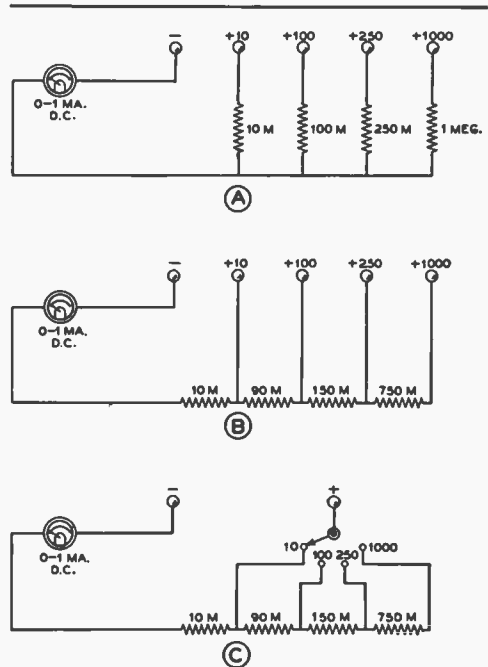 − +10 +100 +250 +1000
0-1 MA.
D.C.
10 M 100 M 250 M 1 MEG.
A
− +10 +100 +250 +1000
0-1 MA.
D.C.
10 M 90 M 150 M 750 M
B
− +
0-1 MA.
D.C.
10 100 250 1000
10 M 90 M 150 M 750 M
C